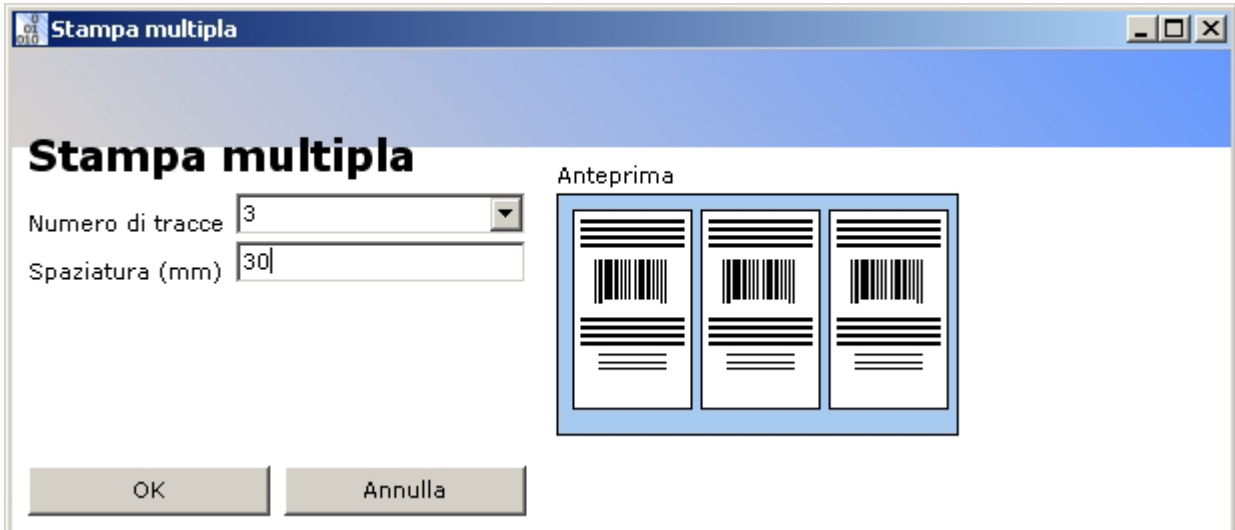 Stampa multipla
Stampa multipla
Anteprima
Numero di tracce 3
Spaziatura (mm) 30
OK Annulla